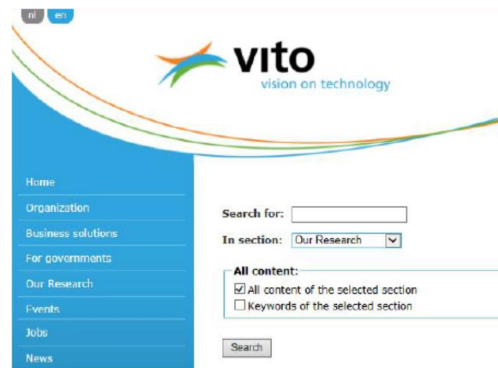 nl en
vito
vision on technology
Home
Organization
Business solutions
For governments
Our Research
Events
Jobs
News
Search for:
In section: Our Research
All content:
All content of the selected section
Keywords of the selected section
Search